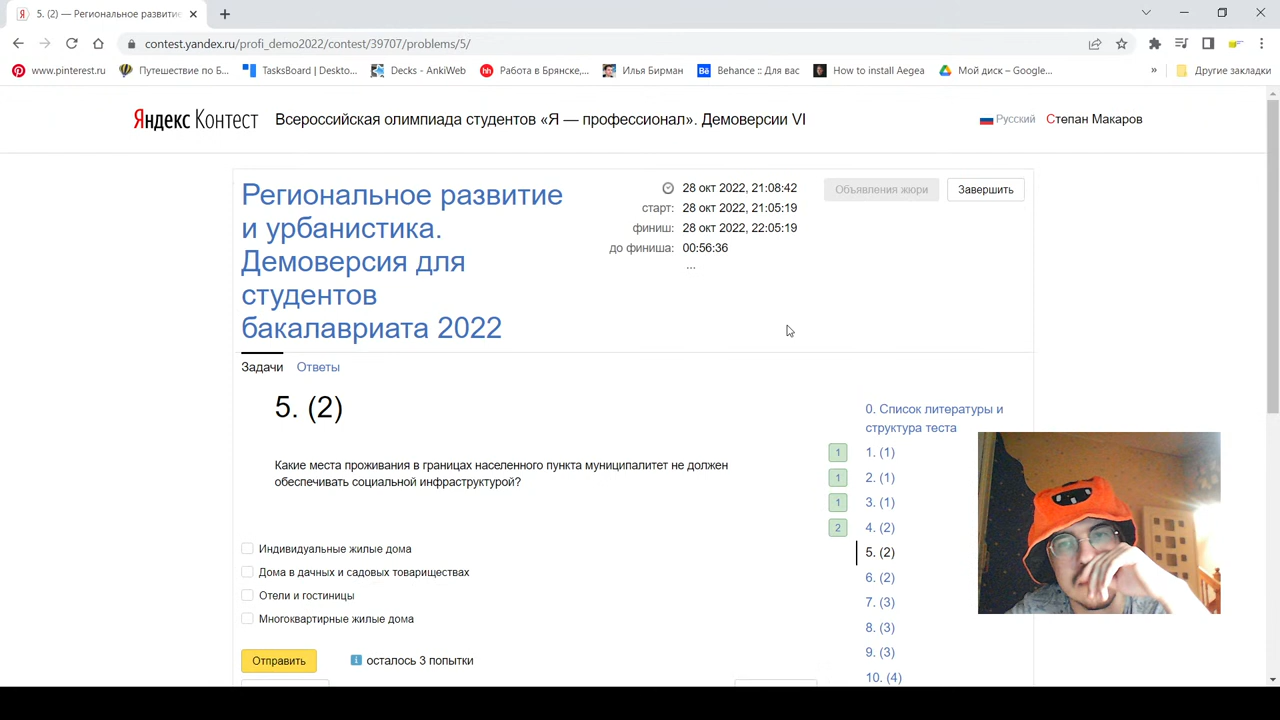 5. (2) — Региональное развитие
contest.yandex.ru/profi_demo2022/contest/39707/problems/5/
www.pinterest.ru
Путешествие по Б...
TasksBoard | Deskto...
Decks - AnkiWeb
hh
Работа в Брянске,...
Илья Бирман
Bē
Behance :: Для вас
How to install Aegea
Мой диск – Google...
»
Другие закладки
Яндекс Контест
Всероссийская олимпиада студентов «Я — профессионал». Демоверсии VI
Русский
Степан Макаров
Региональное развитие
и урбанистика.
Демоверсия для
студентов
бакалавриата 2022
28 окт 2022, 21:08:42
старт: 28 окт 2022, 21:05:19
финиш: 28 окт 2022, 22:05:19
до финиша: 00:56:36
...
Объявления жюри
Завершить
Задачи
Ответы
5. (2)
Какие места проживания в границах населенного пункта муниципалитет не должен
обеспечивать социальной инфраструктурой?
Индивидуальные жилые дома
Дома в дачных и садовых товариществах
Отели и гостиницы
Многоквартирные жилые дома
Отправить
осталось 3 попытки
0. Список литературы и
структура теста
1 1. (1)
1 2. (1)
1 3. (1)
2 4. (2)
5. (2)
6. (2)
7. (3)
8. (3)
9. (3)
10. (4)